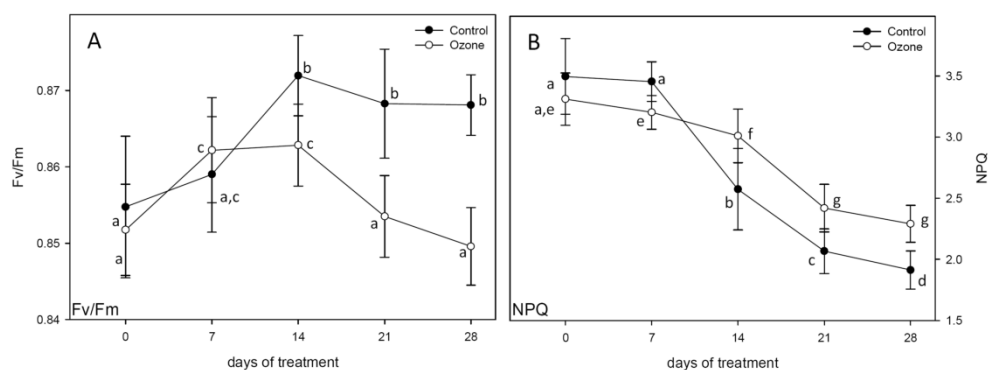 A
Control
Ozone
0.87
0.86
0.85
0.84
Fv/Fm
b
b
b
c
c
a,c
a
a
a
a
Fv/Fm
0
7
14
21
28
days of treatment
B
Control
Ozone
3.5
3.0
2.5
2.0
1.5
NPQ
a
a
a,e
e
f
b
g
g
c
d
NPQ
0
7
14
21
28
days of treatment